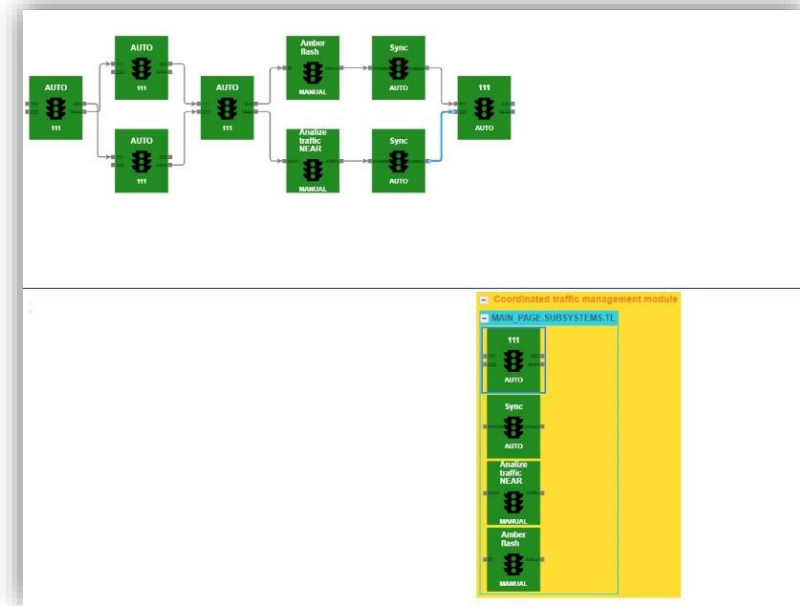 AUTO
111
AUTO
111
AUTO
111
AUTO
111
Amber
flash
MANUAL
Sync
AUTO
Analize
traffic
NEAR
MANUAL
Sync
AUTO
111
AUTO
Coordinated traffic management module
MAIN_PAGE.SUBSYSTEMS.TL
111
AUTO
Sync
AUTO
Analize
traffic
NEAR
MANUAL
Amber
flash
MANUAL